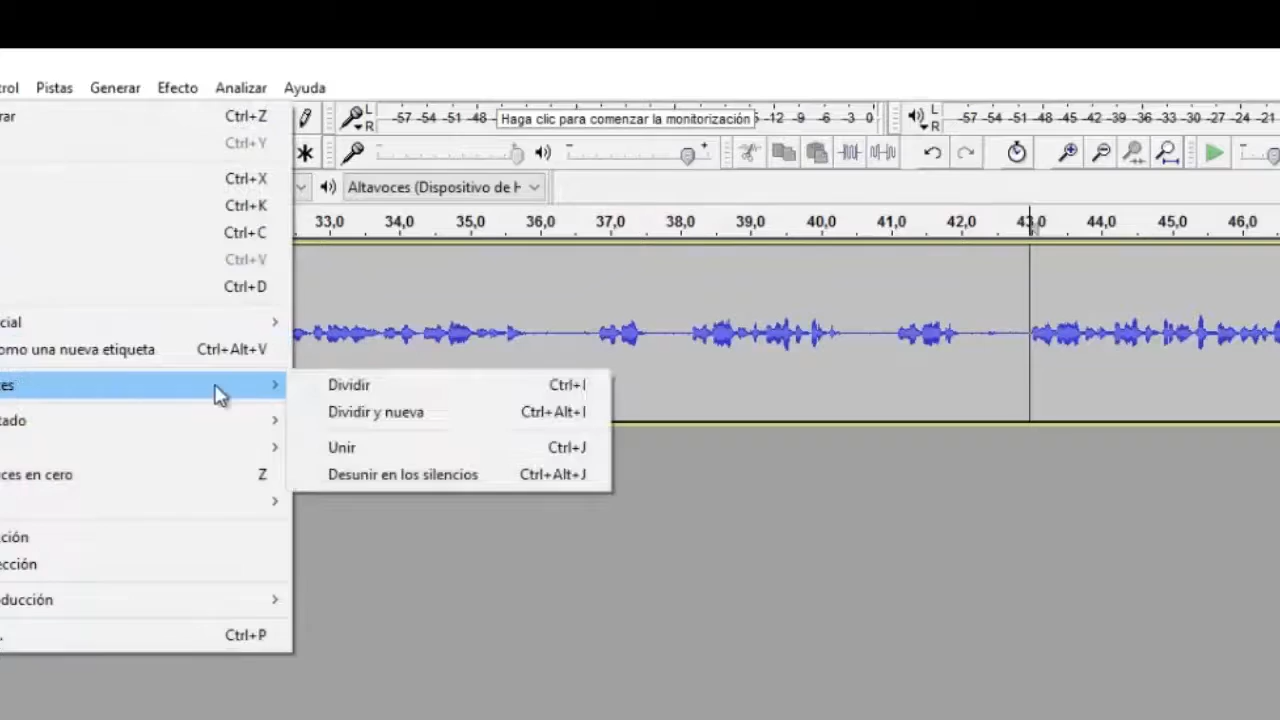 trol Pistas Generar Efecto Analizar Ayuda
rar Ctrl+Z
Ctrl+Y
Ctrl+X
Ctrl+K
Ctrl+C
Ctrl+V
Ctrl+D
cial
omo una nueva etiqueta Ctrl+Alt+V
es
tado
ces en cero Z
ción
ección
ducción
. Ctrl+P
Dividir Ctrl+I
Dividir y nueva Ctrl+Alt+I
Unir Ctrl+J
Desunir en los silencios Ctrl+Alt+J
L
R
-57 -54 -51 -48 Haga clic para comenzar la monitorización -12 -9 -6 -3 0
L
R
-57 -54 -51 -48 -45 -42 -39 -36 -33 -30 -27 -24 -21
Altavoces (Dispositivo de H
33,0 34,0 35,0 36,0 37,0 38,0 39,0 40,0 41,0 42,0 43,0 44,0 45,0 46,0